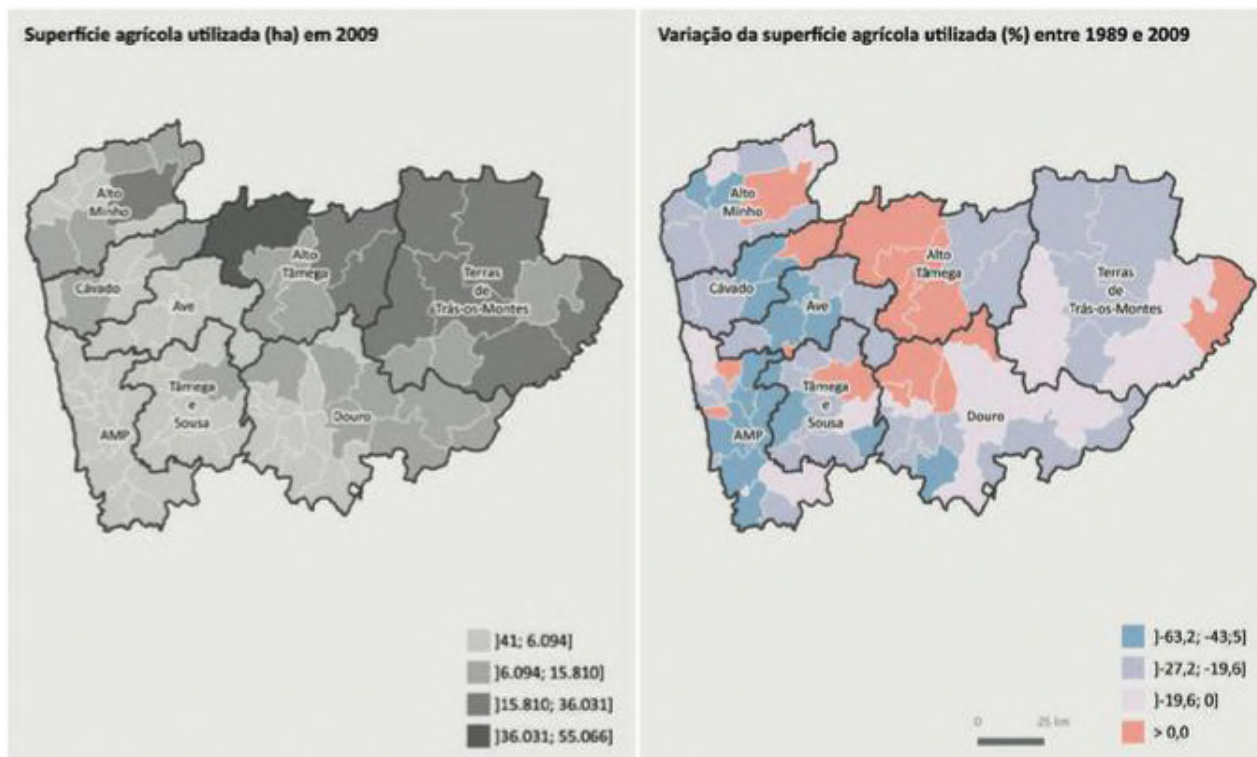 Superfície agrícola utilizada (ha) em 2009
Alto
Minho
Alto
Tâmega
Cávado
Ave
Terras
de
Trás-os-Montes
Tâmega
e
Sousa
Douro
AMP
]41; 6.094]
]6.094; 15.810]
]15.810; 36.031]
]36.031; 55.066]
Variação da superfície agrícola utilizada (%) entre 1989 e 2009
Alto
Minho
Alto
Tâmega
Cávado
Ave
Terras
de
Trás-os-Montes
Tâmega
e
Sousa
Douro
AMP
0 25 km
]-63,2; -43;5]
]-27,2; -19,6]
]-19,6; 0]
> 0,0